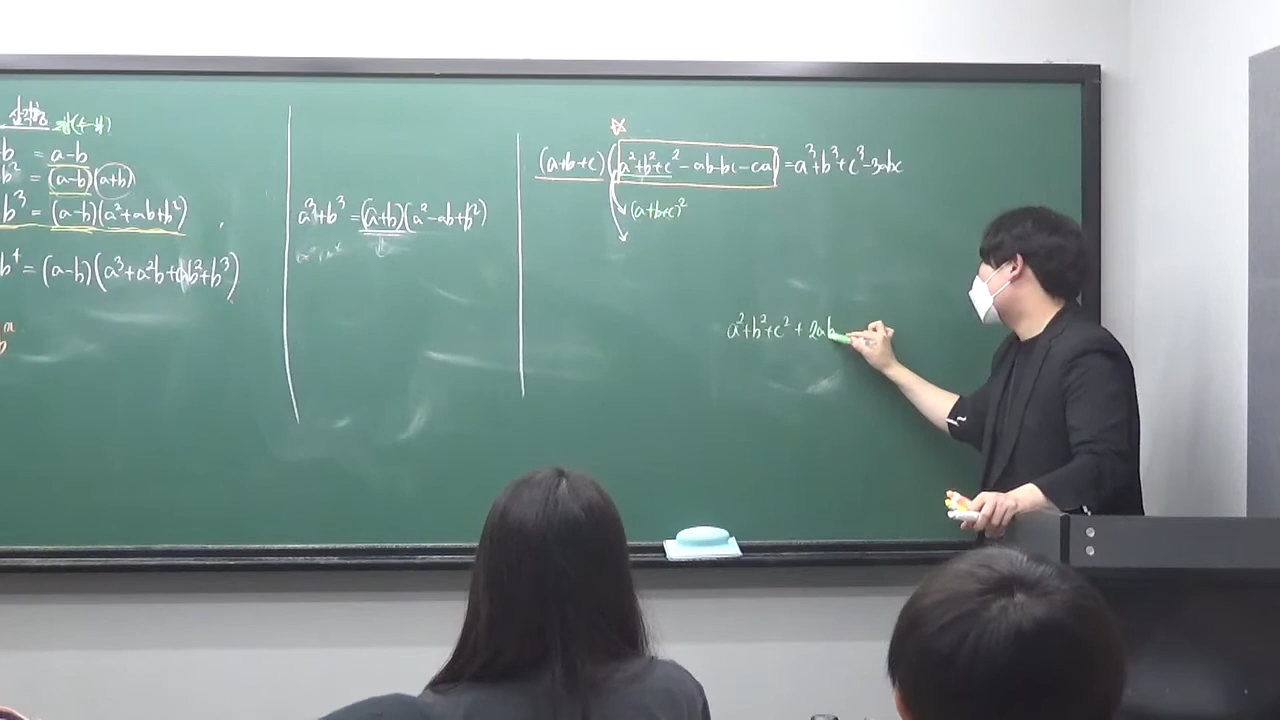 b = a-b
b² = (a-b)(a+b)
b³ = (a-b)(a²+ab+b²)
b⁴ = (a-b)(a³+a²b+ab²+b³)
a³+b³ = (a+b)(a²-ab+b²)
(a+b+c)(a²+b²+c²-ab-bc-ca) = a³+b³+c³-3abc
(a+b+c)²
a²+b²+c²+2ab